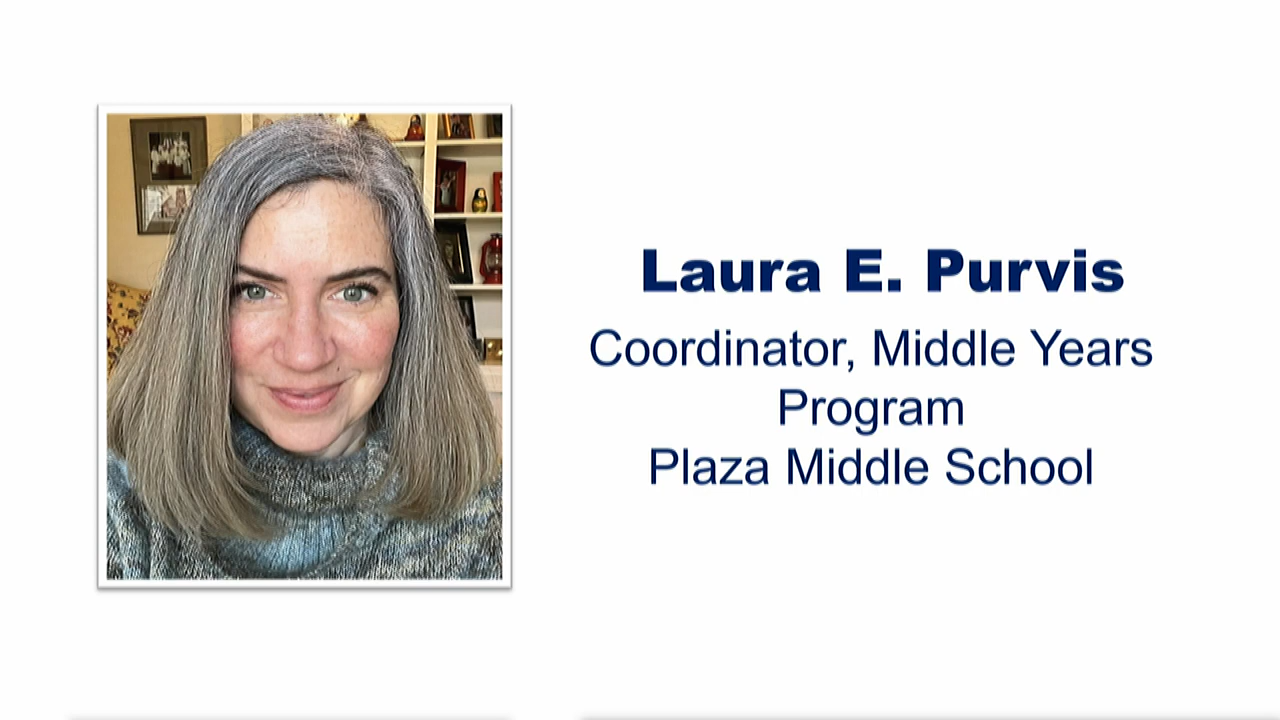 Laura E. Purvis
Coordinator, Middle Years
Program
Plaza Middle School